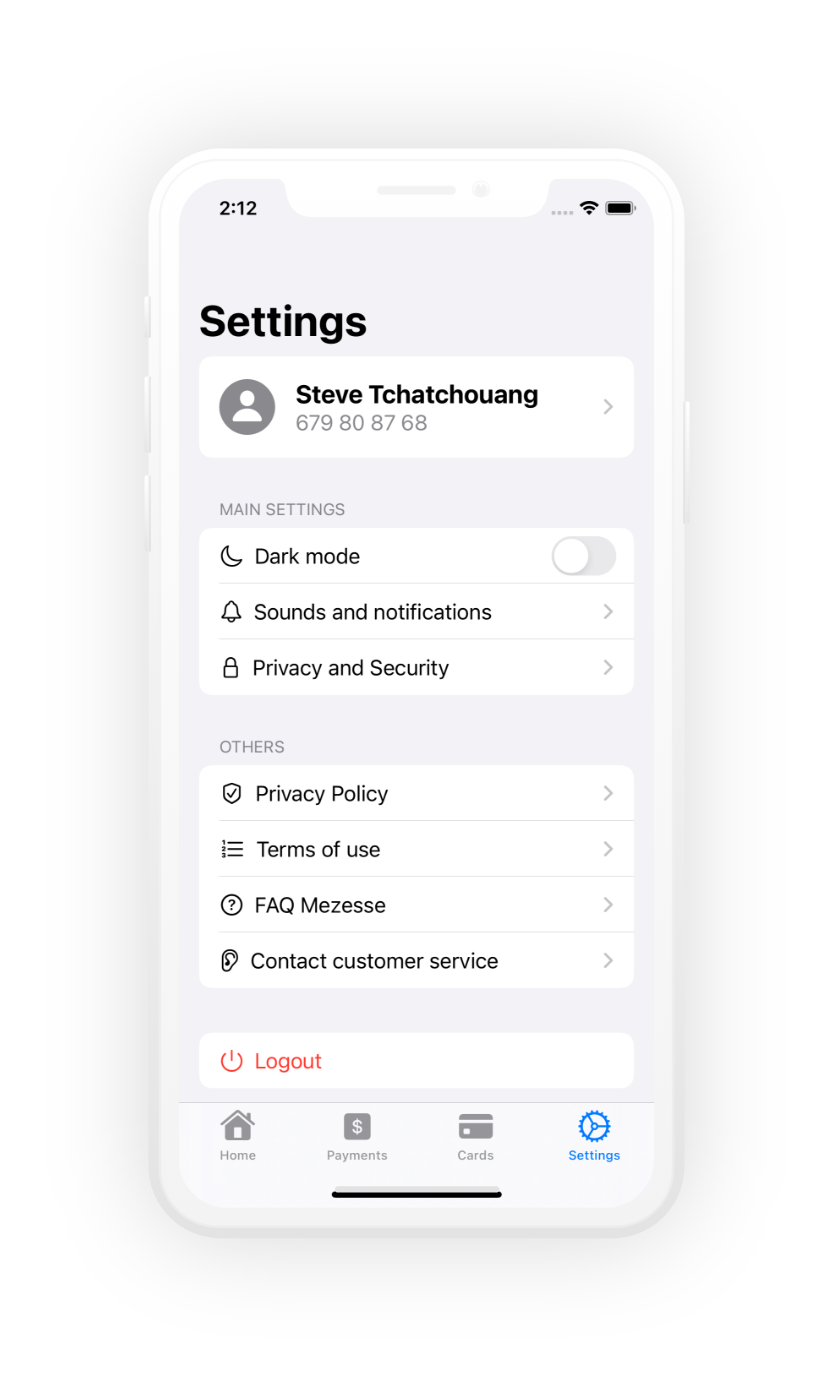 2:12
Settings
Steve Tchatchouang
679 80 87 68
MAIN SETTINGS
Dark mode
Sounds and notifications
Privacy and Security
OTHERS
Privacy Policy
Terms of use
FAQ Mezesse
Contact customer service
Logout
Home
Payments
Cards
Settings